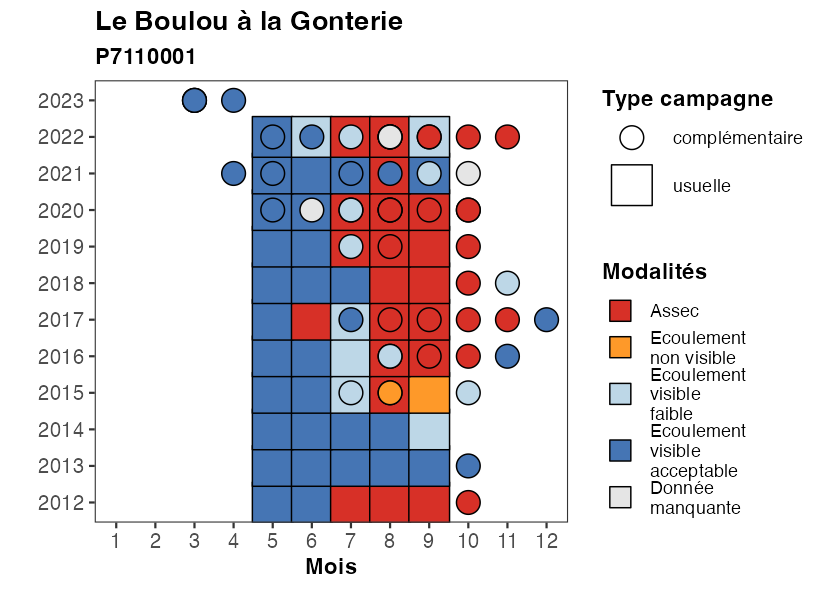 Le Boulou à la Gonterie
P7110001
2023
2022
2021
2020
2019
2018
2017
2016
2015
2014
2013
2012
1 2 3 4 5 6 7 8 9 10 11 12
Mois
Type campagne
complémentaire
usuelle
Modalités
Assec
Ecoulement
non visible
Ecoulement
visible
faible
Ecoulement
visible
acceptable
Donnée
manquante